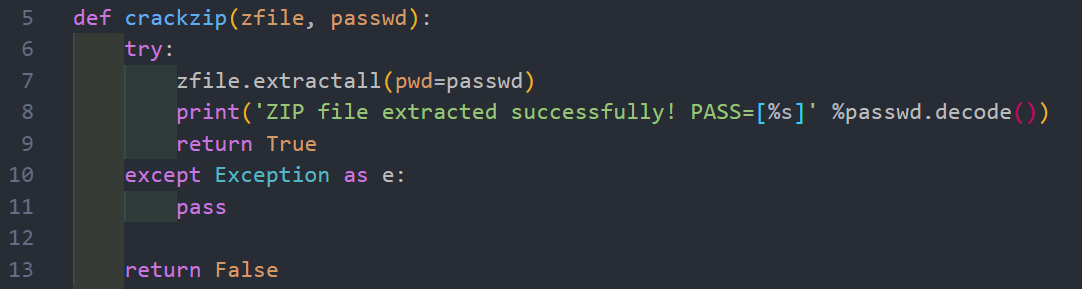 5 def crackzip(zfile, passwd):
6     try:
7         zfile.extractall(pwd=passwd)
8         print('ZIP file extracted successfully! PASS=[%s]' %passwd.decode())
9         return True
10     except Exception as e:
11         pass
12
13     return False